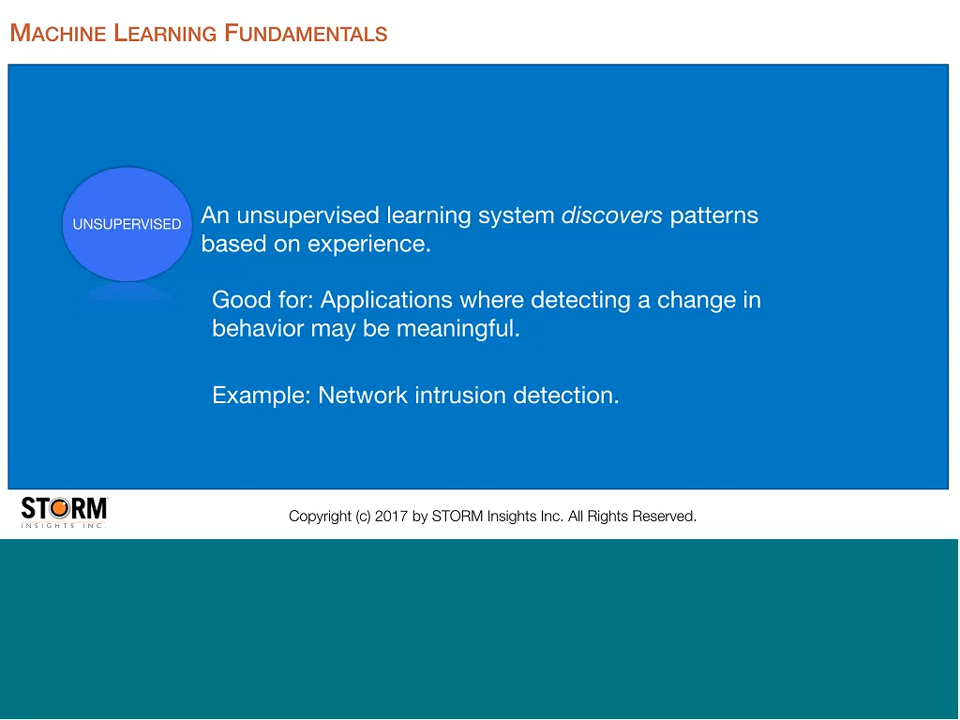 MACHINE LEARNING FUNDAMENTALS
UNSUPERVISED
An unsupervised learning system discovers patterns
based on experience.
Good for: Applications where detecting a change in
behavior may be meaningful.
Example: Network intrusion detection.
STORM
INSIGHTS INC.
Copyright (c) 2017 by STORM Insights Inc. All Rights Reserved.